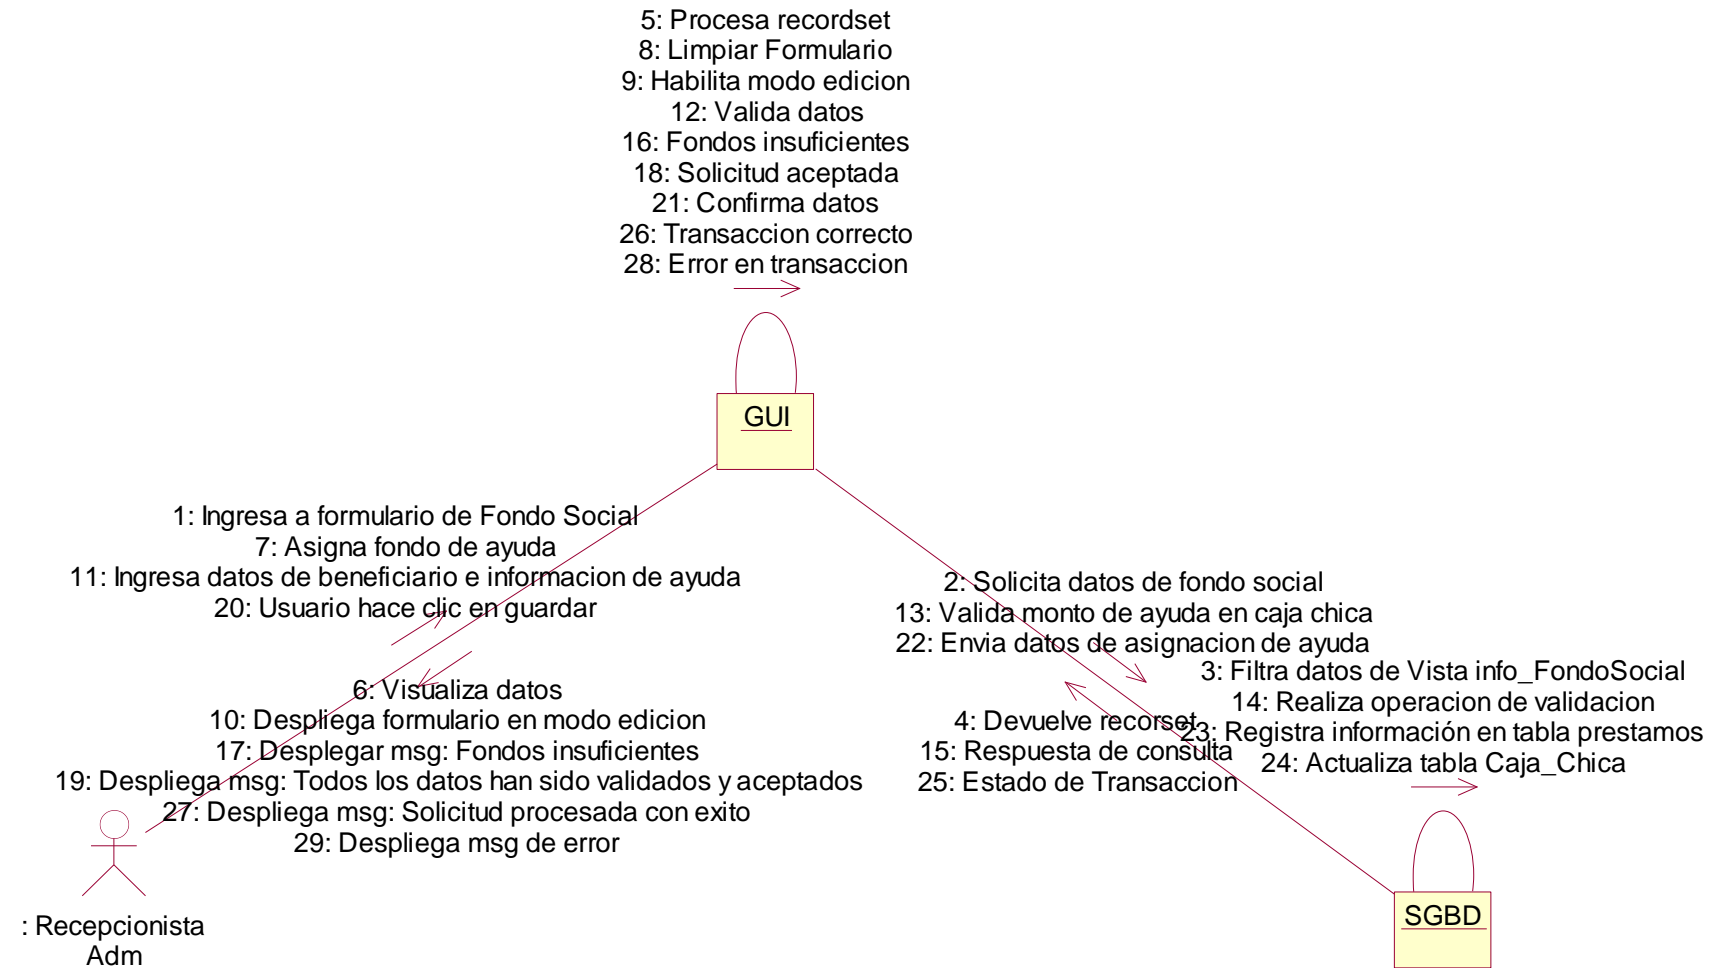 5: Procesa recordset
8: Limpiar Formulario
9: Habilita modo edicion
12: Valida datos
16: Fondos insuficientes
18: Solicitud aceptada
21: Confirma datos
26: Transaccion correcto
28: Error en transaccion
GUI
1: Ingresa a formulario de Fondo Social
7: Asigna fondo de ayuda
11: Ingresa datos de beneficiario e informacion de ayuda
20: Usuario hace clic en guardar
2: Solicita datos de fondo social
13: Valida monto de ayuda en caja chica
22: Envia datos de asignacion de ayuda
6: Visualiza datos
10: Despliega formulario en modo edicion
17: Desplegar msg: Fondos insuficientes
19: Despliega msg: Todos los datos han sido validados y aceptados
27: Despliega msg: Solicitud procesada con exito
29: Despliega msg de error
4: Devuelve recorset
15: Respuesta de consulta
25: Estado de Transaccion
3: Filtra datos de Vista info_FondoSocial
14: Realiza operacion de validacion
23: Registra información en tabla prestamos
24: Actualiza tabla Caja_Chica
SGBD
: Recepcionista
Adm